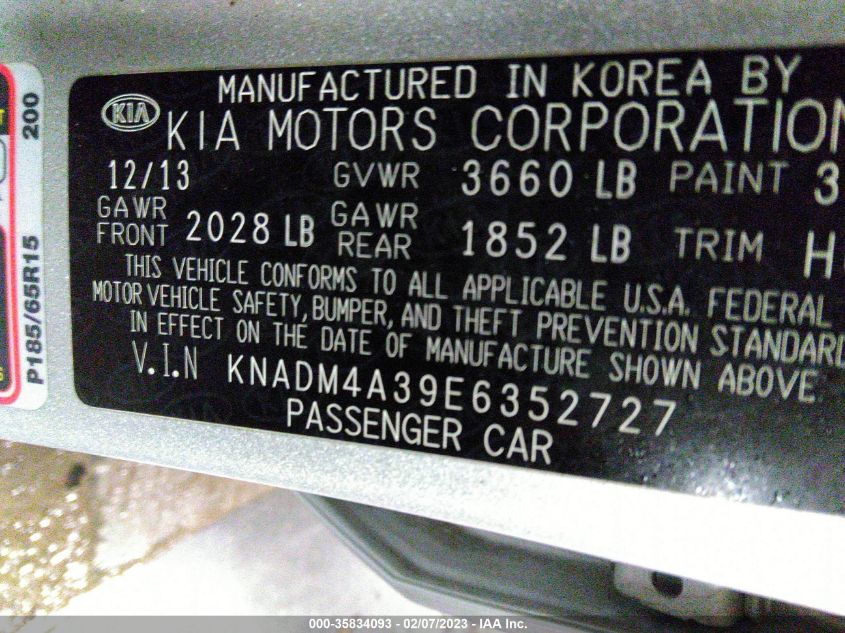 MANUFACTURED IN KOREA BY
KIA KIA MOTORS CORPORATION
12/13 GVWR 3660 LB PAINT 3
GAWR FRONT 2028 LB GAWR REAR 1852 LB TRIM H
THIS VEHICLE CONFORMS TO ALL APPLICABLE U.S.A. FEDERAL
MOTOR VEHICLE SAFETY, BUMPER, AND THEFT PREVENTION STANDARD
IN EFFECT ON THE DATE OF MANUFACTURE SHOWN ABOVE
V.I.N KNADM4A39E6352727
PASSENGER CAR
P185/65R15 200
000-35834093 - 02/07/2023 - IAA Inc.